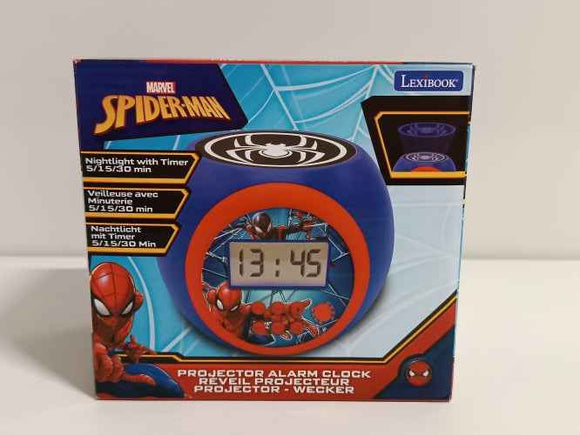 MARVEL
SPIDER-MAN
LEXIBOOK
Nightlight with Timer
5/15/30 min
Veilleuse avec
Minuterie
5/15/30 min
Nachtlicht
mit Timer
5/15/30 Min
13:45
PROJECTOR ALARM CLOCK
RÉVEIL PROJECTEUR
PROJECTOR - WECKER